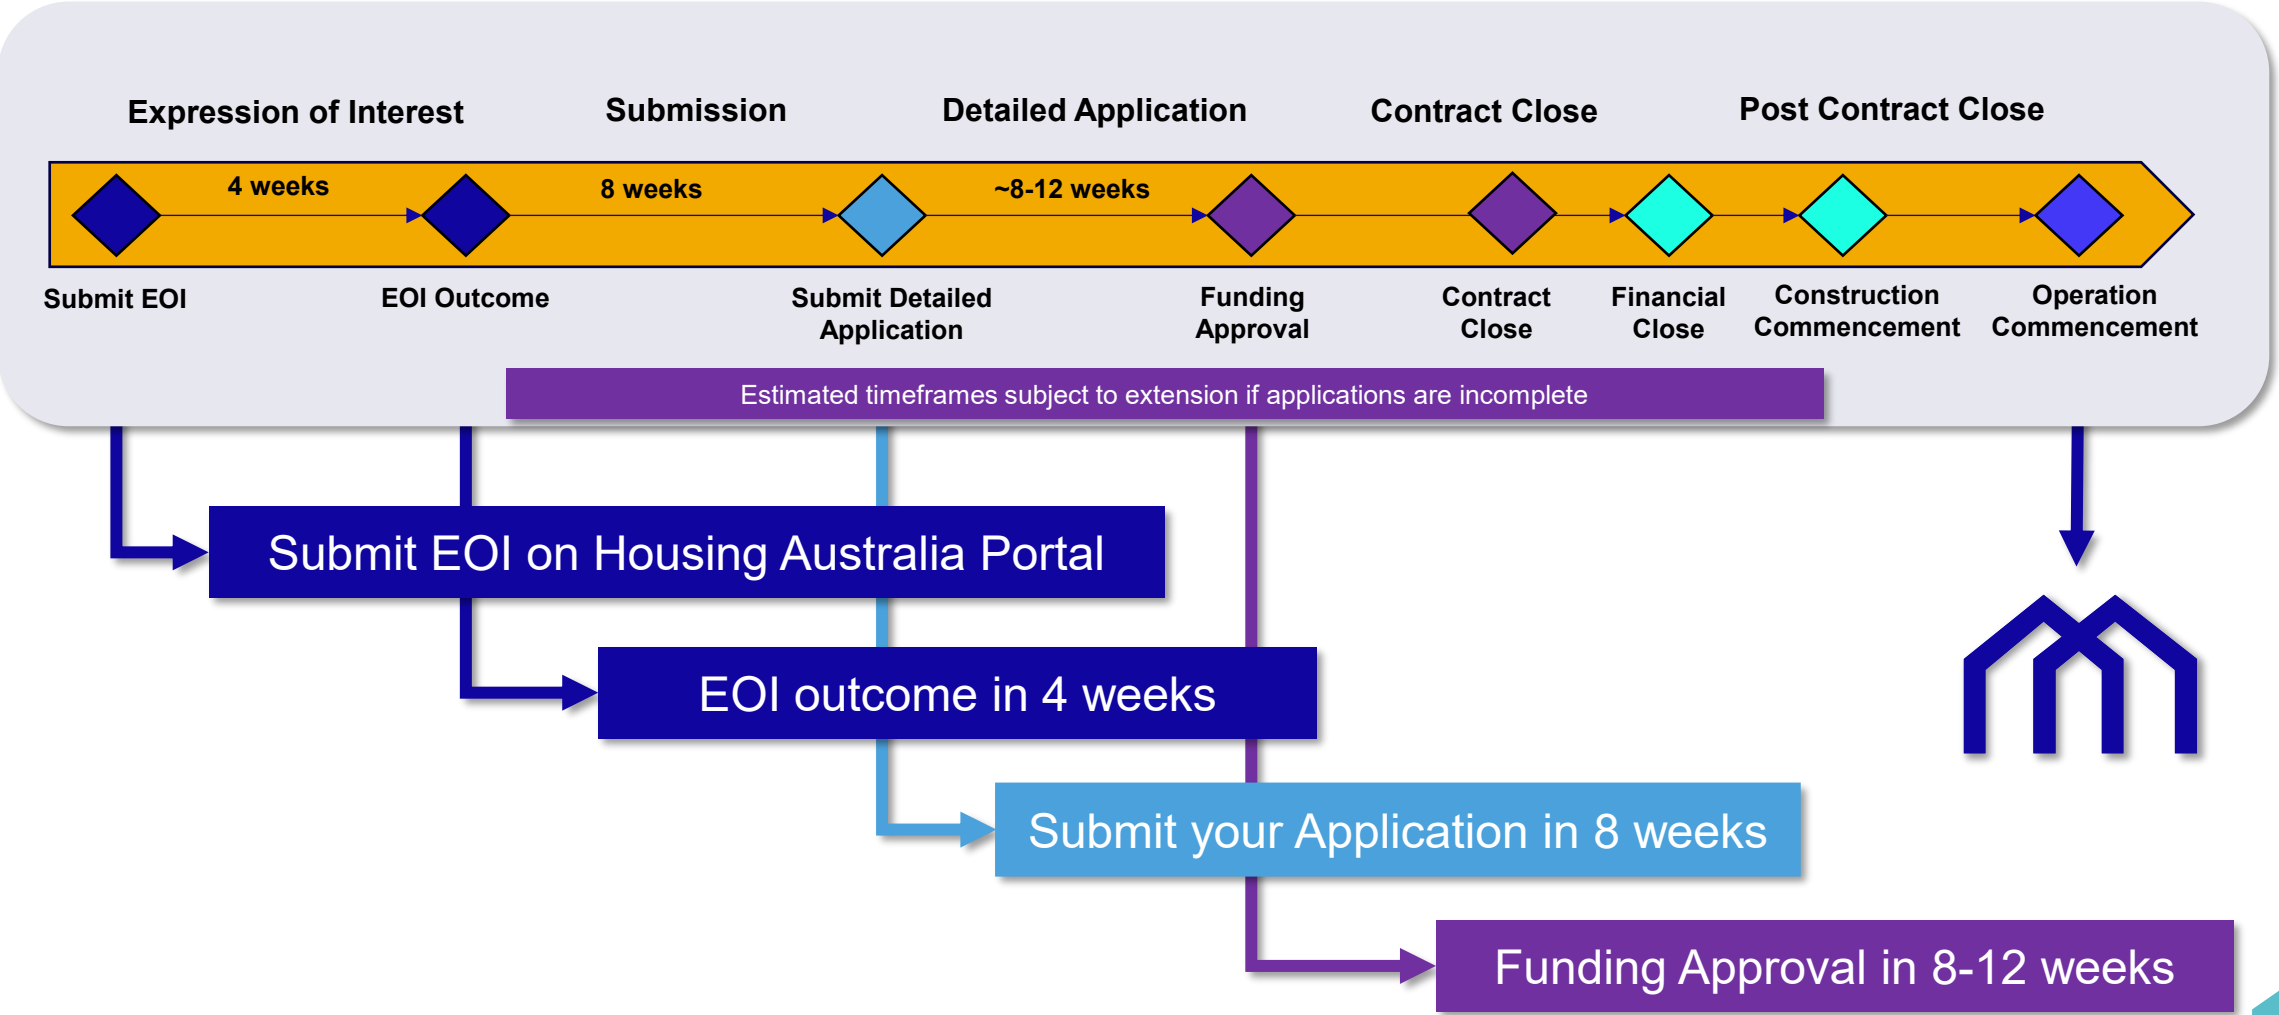 Expression of Interest
Submission
Detailed Application
Contract Close
Post Contract Close
4 weeks
8 weeks
~8-12 weeks
Submit EOI
EOI Outcome
Submit Detailed
Application
Funding
Approval
Contract
Close
Financial
Close
Construction
Commencement
Operation
Commencement
Estimated timeframes subject to extension if applications are incomplete
Submit EOI on Housing Australia Portal
EOI outcome in 4 weeks
Submit your Application in 8 weeks
Funding Approval in 8-12 weeks